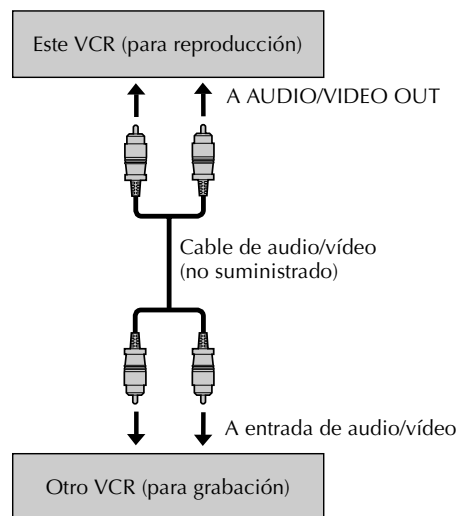 Este VCR (para reproducción)
A AUDIO/VIDEO OUT
Cable de audio/vídeo
(no suministrado)
A entrada de audio/vídeo
Otro VCR (para grabación)